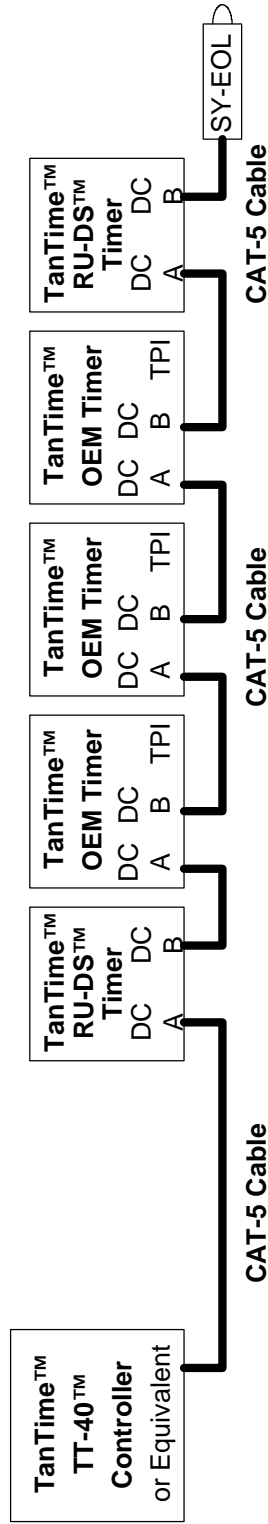 TanTime™
TT-40™
Controller
or Equivalent
TanTime™
RU-DS™
Timer
DC DC
A B
TanTime™
OEM Timer
DC DC
A B TPI
TanTime™
OEM Timer
DC DC
A B TPI
TanTime™
OEM Timer
DC DC
A B TPI
TanTime™
RU-DS™
Timer
DC DC
A B
SY-EOL
CAT-5 Cable
CAT-5 Cable
CAT-5 Cable